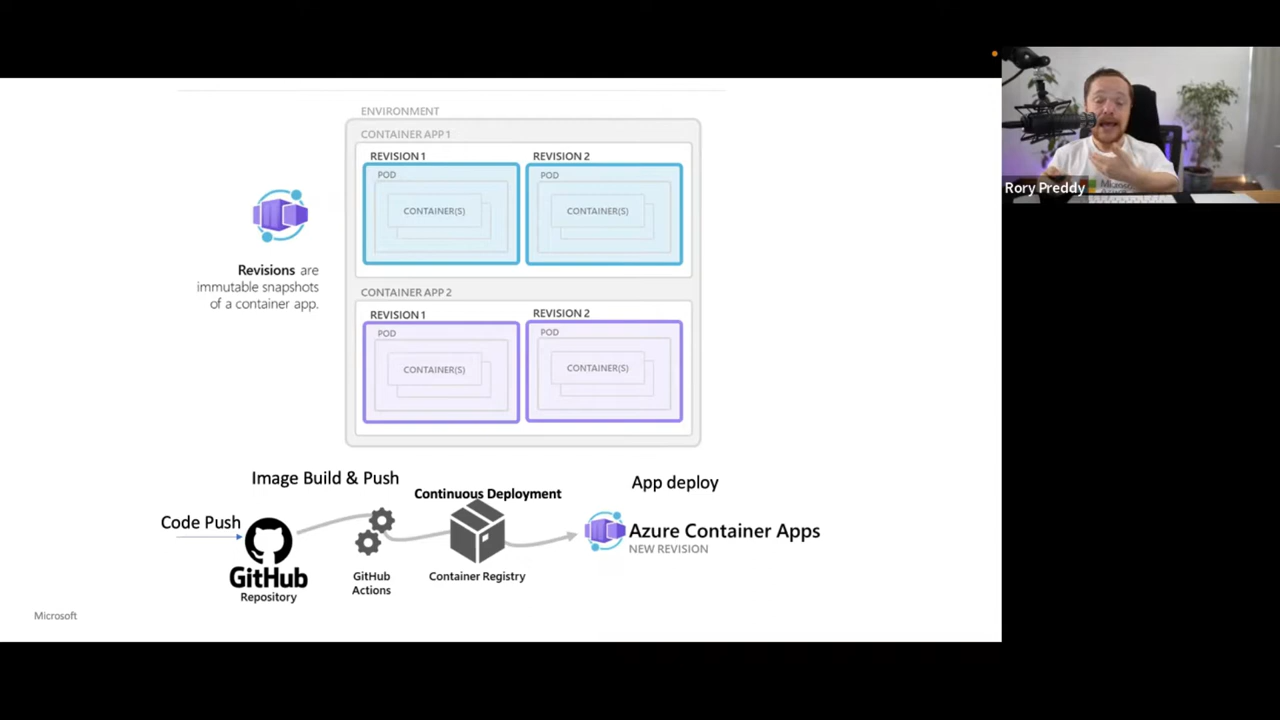 ENVIRONMENT
CONTAINER APP 1
REVISION 1
REVISION 2
POD
POD
CONTAINER(S)
CONTAINER(S)
Revisions are
immutable snapshots
of a container app.
CONTAINER APP 2
REVISION 1
REVISION 2
POD
POD
CONTAINER(S)
CONTAINER(S)
Image Build & Push
Continuous Deployment
App deploy
Code Push
GitHub
Repository
GitHub
Actions
Container Registry
Azure Container Apps
NEW REVISION
Microsoft
Rory Preddy